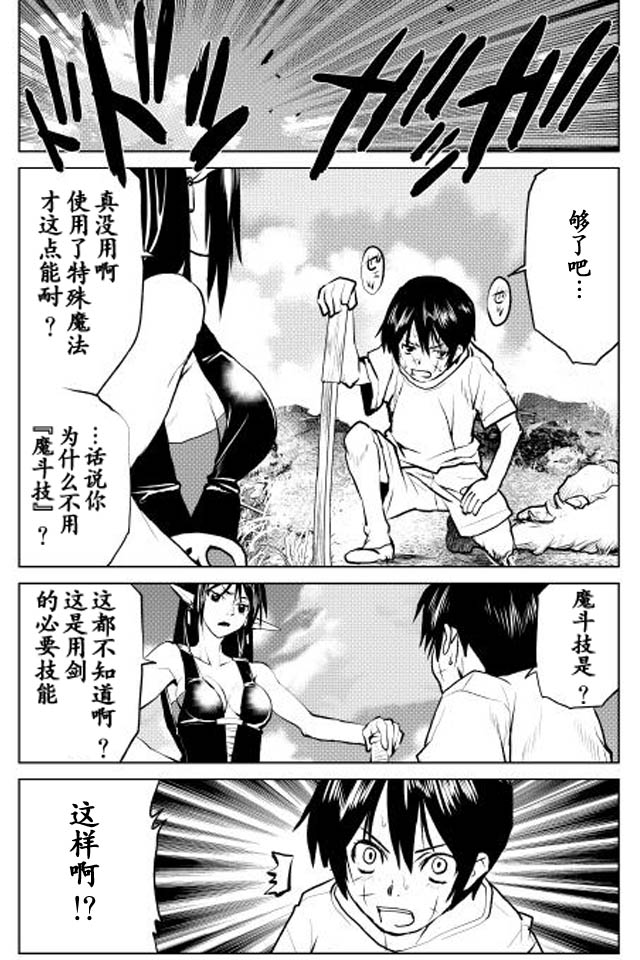 ドドッ
ガガガッ
够了吧…
真没用啊
使用了特殊魔法
才这点能耐？
…话说你
为什么不用
『魔斗技』？
魔斗技是？
这都不知道啊？
这是用剑
的必要技能
这样啊!?